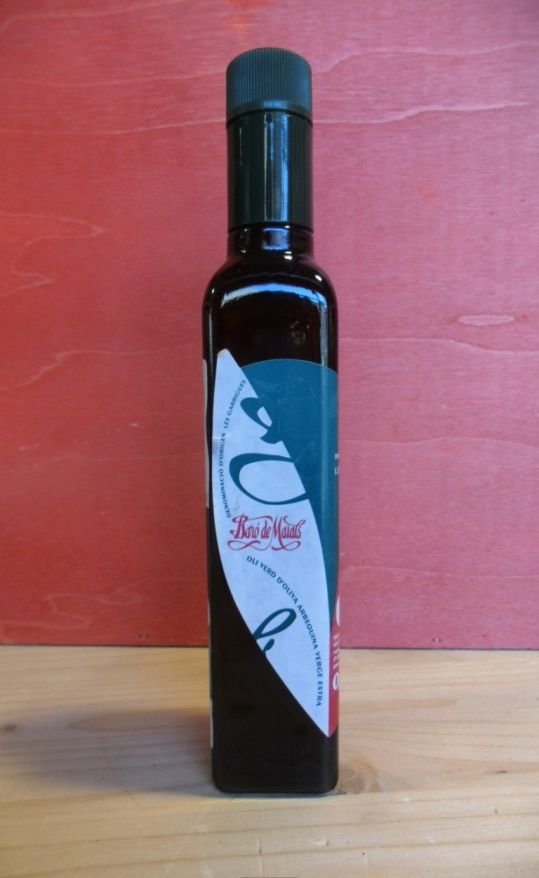 DENOMINACIÓ D'ORIGEN LES GARRIGUES
Baró de Maials
OLI VERD D'OLIVA ARBEQUINA VERGE EXTRA